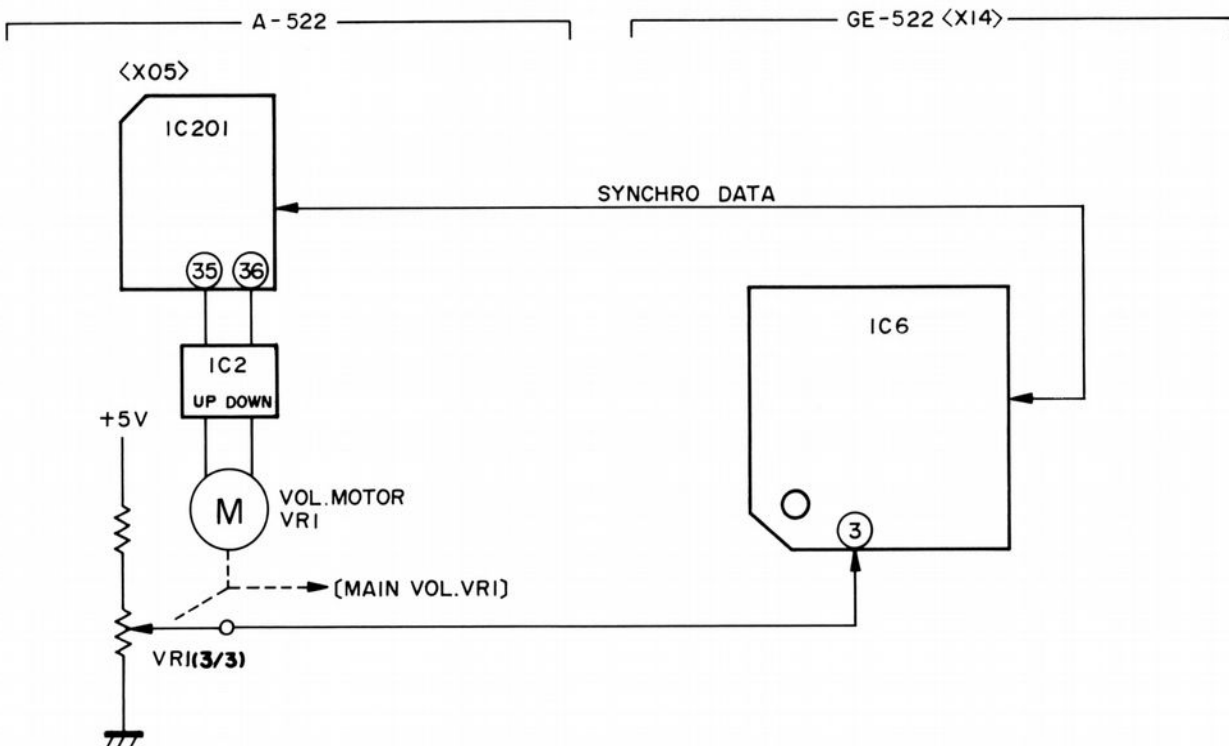 A-522
GE-522 <X14>
<X05>
IC201
SYNCHRO DATA
35 36
IC6
IC2
UP DOWN
+5V
M
VOL.MOTOR
VR1
3
[MAIN VOL.VR1]
VR1(3/3)